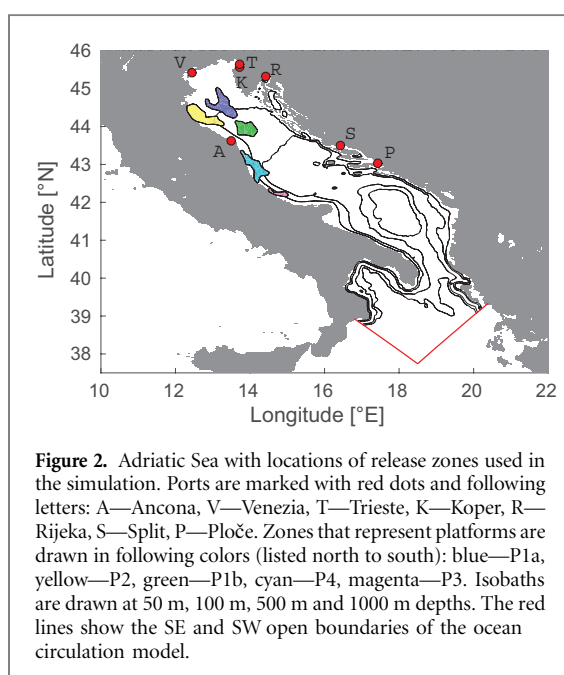 46
45
44
43
42
41
40
39
38
Latitude [°N]
V
T
K
R
A
S
P
10
12
14
16
18
20
22
Longitude [°E]
Figure 2. Adriatic Sea with locations of release zones used in
the simulation. Ports are marked with red dots and following
letters: A—Ancona, V—Venezia, T—Trieste, K—Koper, R—
Rijeka, S—Split, P—Ploče. Zones that represent platforms are
drawn in following colors (listed north to south): blue—P1a,
yellow—P2, green—P1b, cyan—P4, magenta—P3. Isobaths
are drawn at 50 m, 100 m, 500 m and 1000 m depths. The red
lines show the SE and SW open boundaries of the ocean
circulation model.